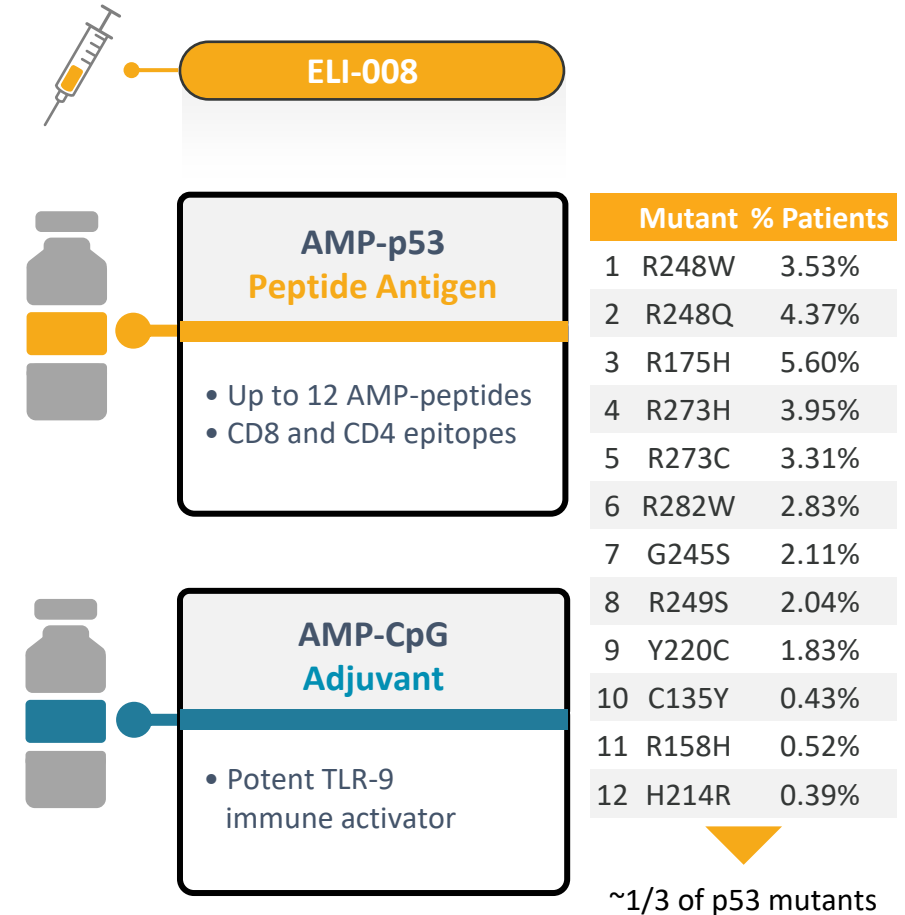 ELI-008
AMP-p53
Peptide Antigen
• Up to 12 AMP-peptides
• CD8 and CD4 epitopes
AMP-CpG
Adjuvant
• Potent TLR-9
immune activator
Mutant % Patients
1 R248W 3.53%
2 R248Q 4.37%
3 R175H 5.60%
4 R273H 3.95%
5 R273C 3.31%
6 R282W 2.83%
7 G245S 2.11%
8 R249S 2.04%
9 Y220C 1.83%
10 C135Y 0.43%
11 R158H 0.52%
12 H214R 0.39%
~1/3 of p53 mutants